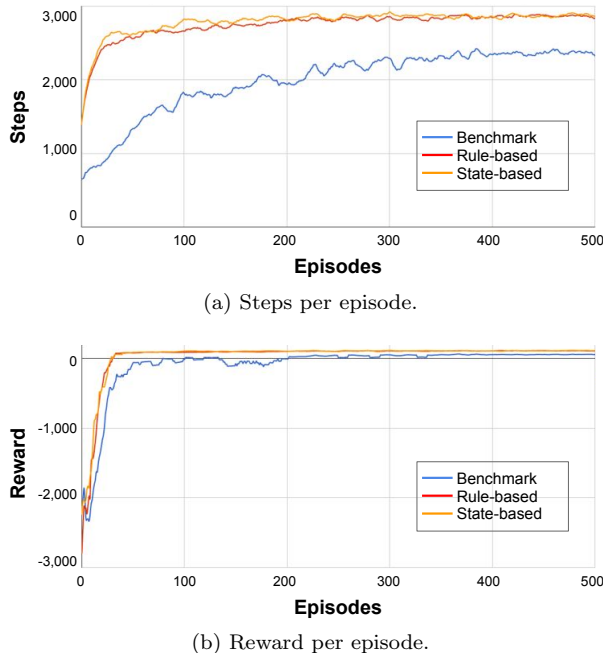 3,000
2,000
1,000
0
Steps
0 100 200 300 400 500
Episodes
Benchmark
Rule-based
State-based
(a) Steps per episode.
0
-1,000
-2,000
-3,000
Reward
0 100 200 300 400 500
Episodes
Benchmark
Rule-based
State-based
(b) Reward per episode.